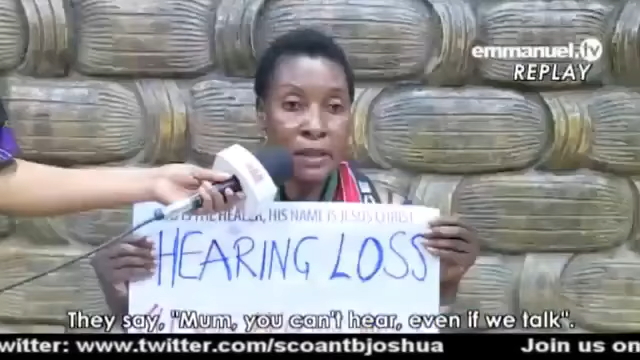 emmanuel.tv
REPLAY
IS THE HEALER, HIS NAME IS JESUS CHRIST
HEARING LOSS
They say, "Mum, you can't hear, even if we talk".
witter: www.twitter.com/scoantbjoshua Join us on